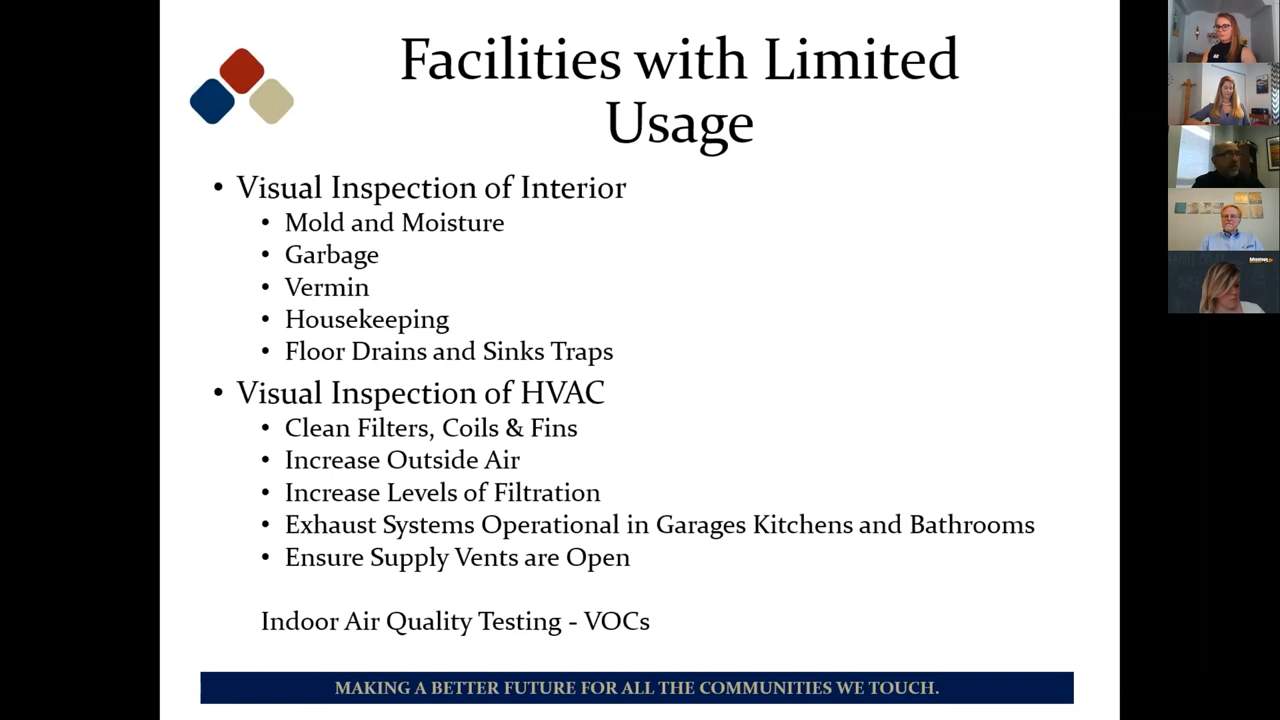 Facilities with Limited
Usage
• Visual Inspection of Interior
• Mold and Moisture
• Garbage
• Vermin
• Housekeeping
• Floor Drains and Sinks Traps
• Visual Inspection of HVAC
• Clean Filters, Coils & Fins
• Increase Outside Air
• Increase Levels of Filtration
• Exhaust Systems Operational in Garages Kitchens and Bathrooms
• Ensure Supply Vents are Open
Indoor Air Quality Testing - VOCs
MAKING A BETTER FUTURE FOR ALL THE COMMUNITIES WE TOUCH.
Advantage